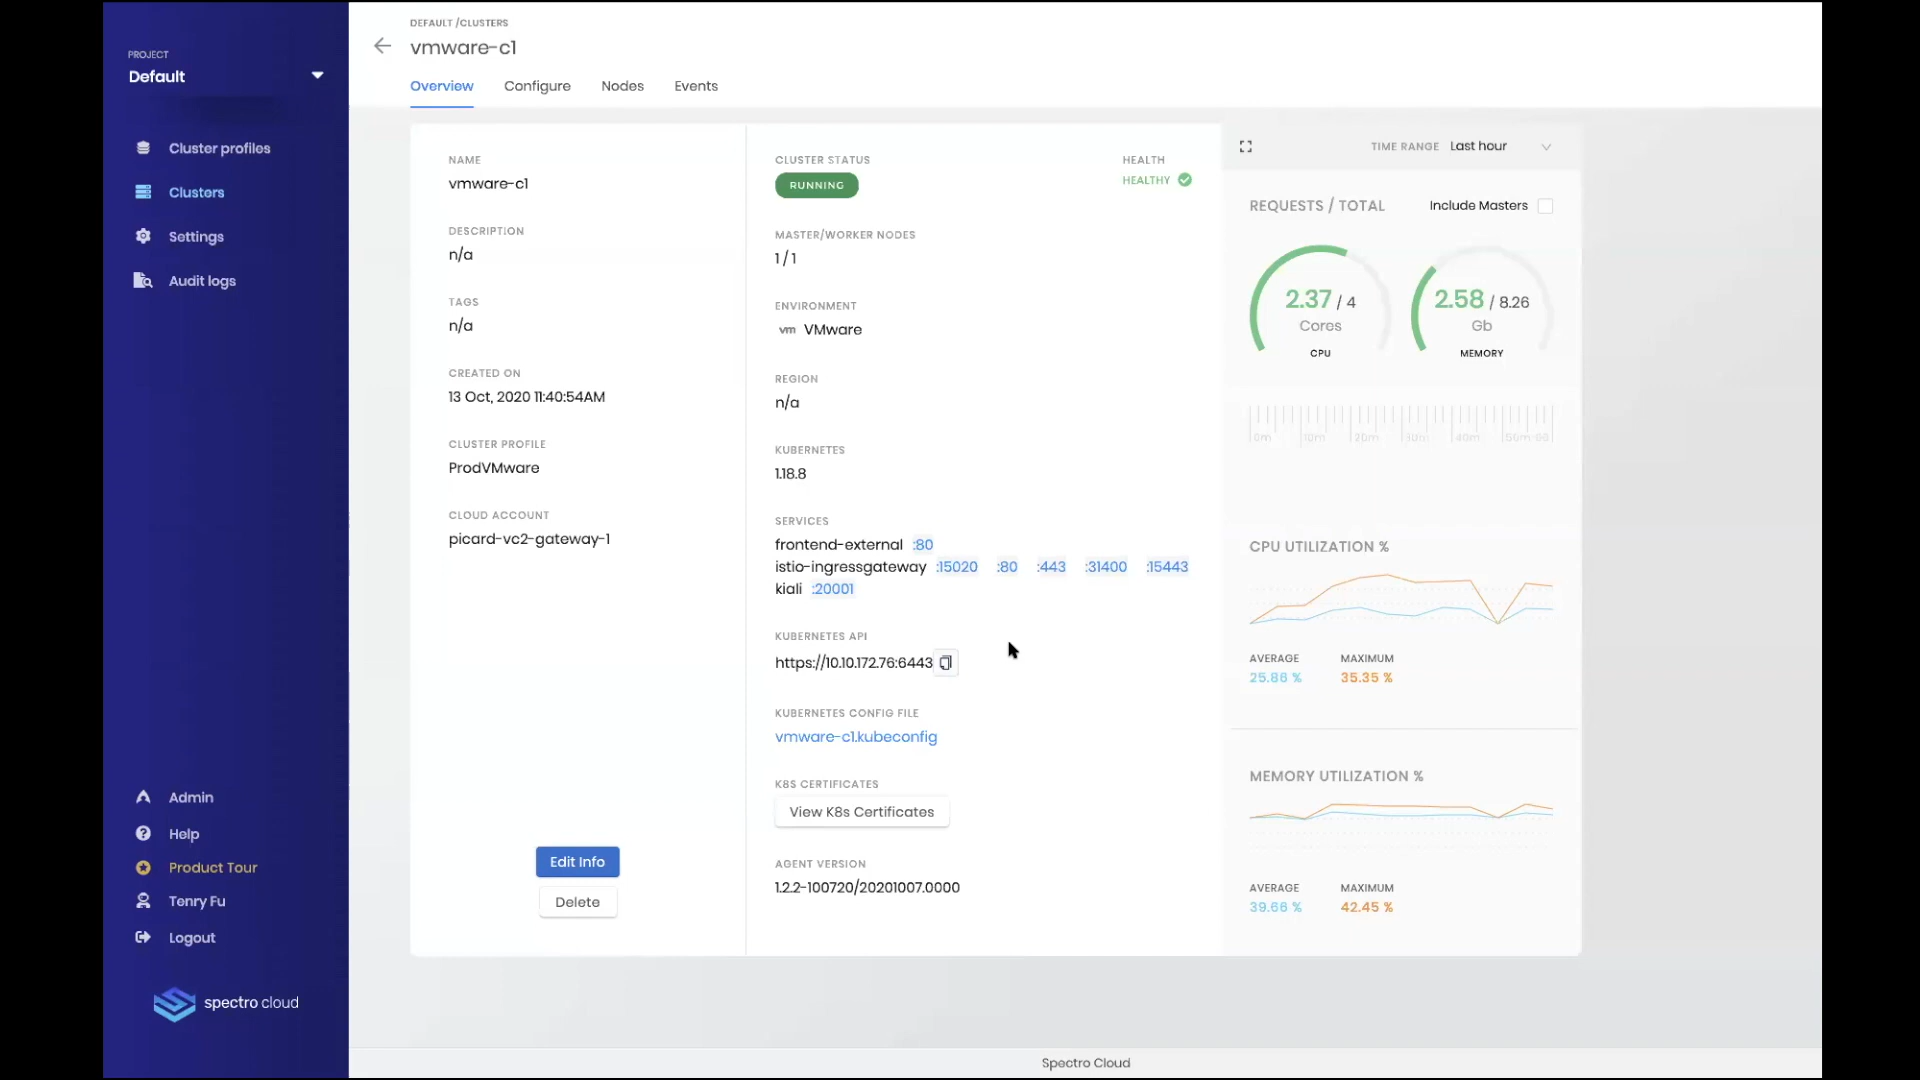 PROJECT
Default
Cluster profiles
Clusters
Settings
Audit logs
Admin
Help
Product Tour
Tenry Fu
Logout
spectro cloud
DEFAULT /CLUSTERS
vmware-c1
Overview Configure Nodes Events
NAME
vmware-c1
DESCRIPTION
n/a
TAGS
n/a
CREATED ON
13 Oct, 2020 11:40:54AM
CLUSTER PROFILE
ProdVMware
CLOUD ACCOUNT
picard-vc2-gateway-1
Edit Info
Delete
CLUSTER STATUS
RUNNING
HEALTH
HEALTHY
MASTER/WORKER NODES
1 / 1
ENVIRONMENT
vm VMware
REGION
n/a
KUBERNETES
1.18.8
SERVICES
frontend-external :80
istio-ingressgateway :15020 :80 :443 :31400 :15443
kiali :20001
KUBERNETES API
https://10.10.172.76:6443
KUBERNETES CONFIG FILE
vmware-c1.kubeconfig
K8S CERTIFICATES
View K8s Certificates
AGENT VERSION
1.2.2-100720/20201007.0000
TIME RANGE Last hour
REQUESTS / TOTAL Include Masters
2.37 / 4
Cores
CPU
2.58 / 8.26
Gb
MEMORY
0m 10m 20m 30m 40m 50m
CPU UTILIZATION %
AVERAGE MAXIMUM
25.86 % 35.35 %
MEMORY UTILIZATION %
AVERAGE MAXIMUM
39.66 % 42.45 %
Spectro Cloud